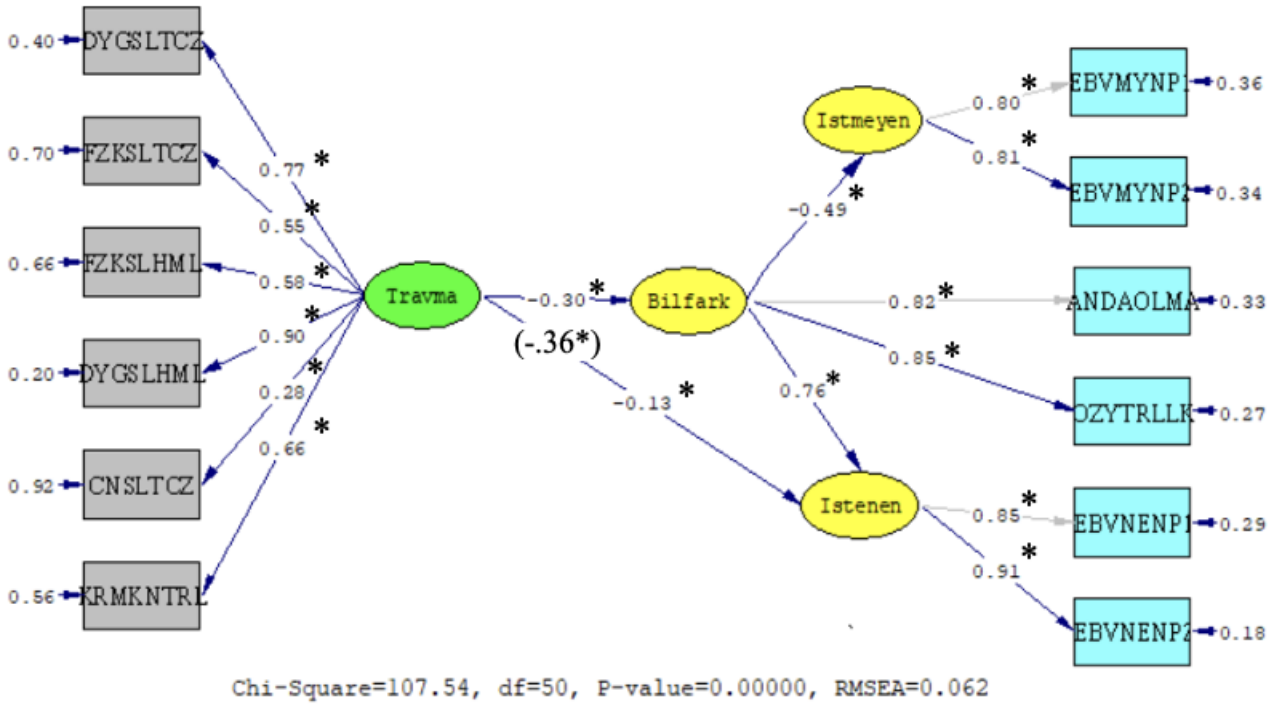 0.40 DYGSLTCZ
0.70 FZKSLTCZ
0.66 FZKSLHML
0.20 DYGSLHML
0.92 CNSLTCZ
0.56 KRMKNTRL
0.77 *
0.55 *
0.58 *
0.90 *
0.28 *
0.66 *
Travma
-0.30 *
(-.36*)
-0.13 *
Bilfark
-0.49 *
0.76 *
Istmeyen
Istenen
0.80 *
0.81 *
0.82 *
0.85 *
0.85 *
0.91 *
EBVMYNP1 0.36
EBVMYNP2 0.34
ANDAOLMA 0.33
OZYTRLLK 0.27
EBVNENP1 0.29
EBVNENP2 0.18
Chi-Square=107.54, df=50, P-value=0.00000, RMSEA=0.062